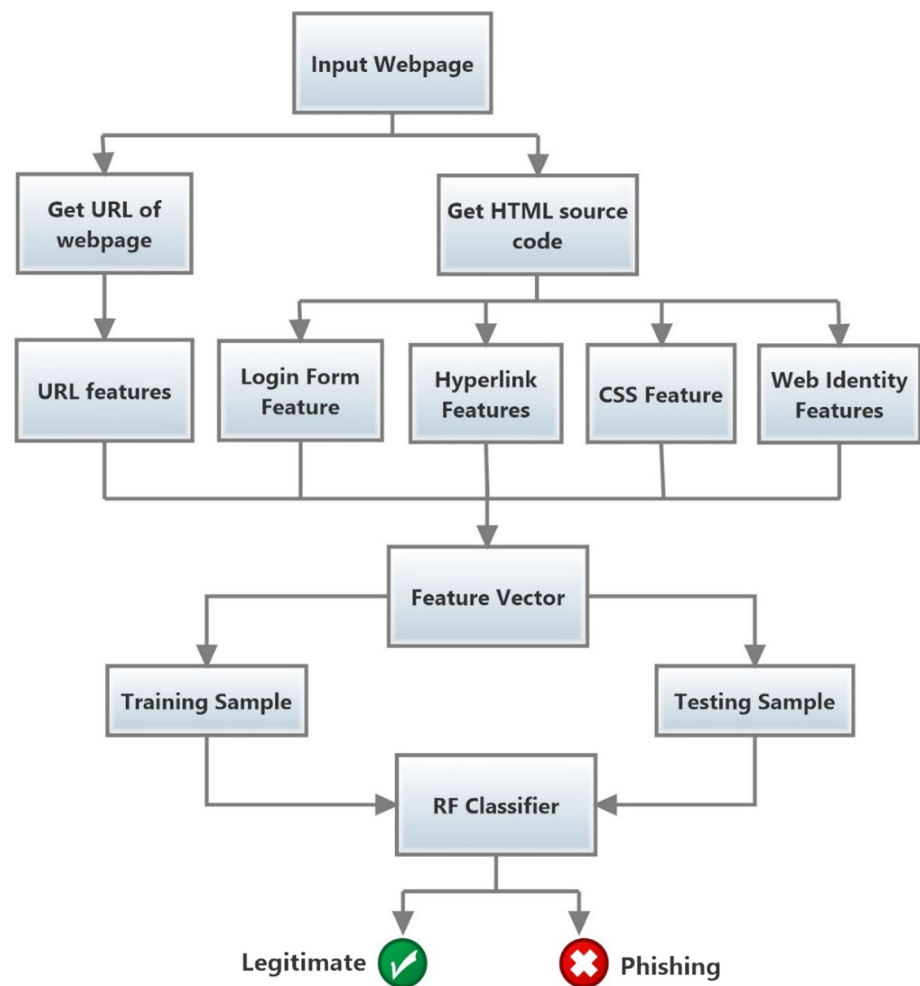 Input Webpage
Get URL of
webpage
Get HTML source
code
URL features
Login Form
Feature
Hyperlink
Features
CSS Feature
Web Identity
Features
Feature Vector
Training Sample
Testing Sample
RF Classifier
Legitimate
Phishing